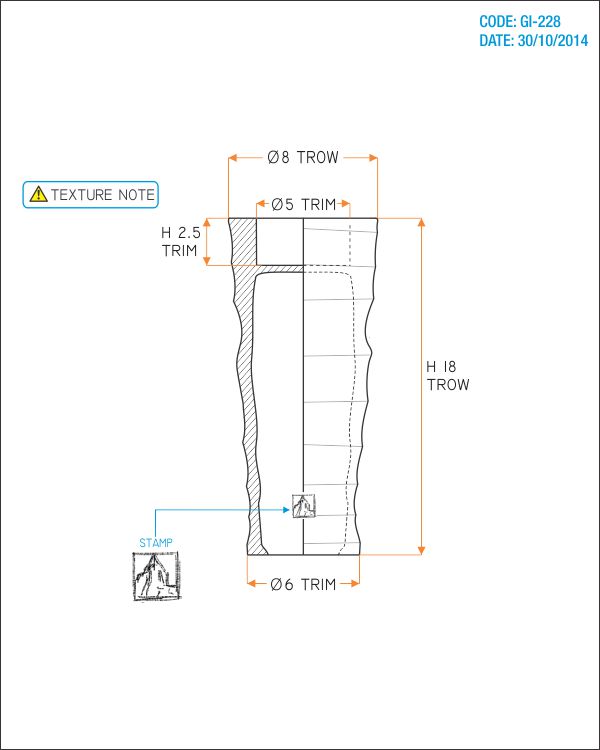 CODE: GI-228
DATE: 30/10/2014
Ø8 TROW
TEXTURE NOTE
Ø5 TRIM
H 2.5
TRIM
H 18
TROW
STAMP
Ø6 TRIM